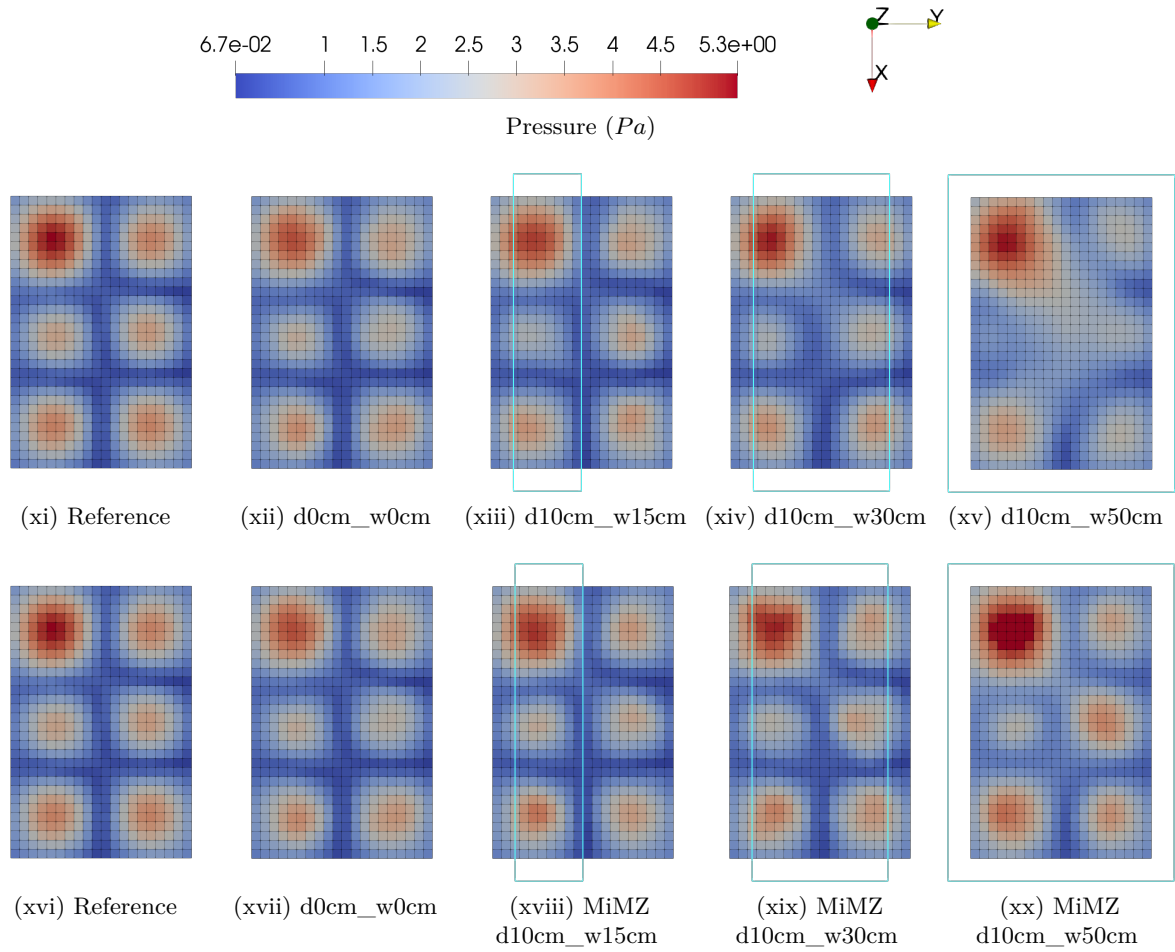 6.7e-02 1 1.5 2 2.5 3 3.5 4 4.5 5.3e+00
Pressure (Pa)
Z
Y
X
(xi) Reference
(xii) d0cm_w0cm
(xiii) d10cm_w15cm
(xiv) d10cm_w30cm
(xv) d10cm_w50cm
(xvi) Reference
(xvii) d0cm_w0cm
(xviii) MiMZ
d10cm_w15cm
(xix) MiMZ
d10cm_w30cm
(xx) MiMZ
d10cm_w50cm